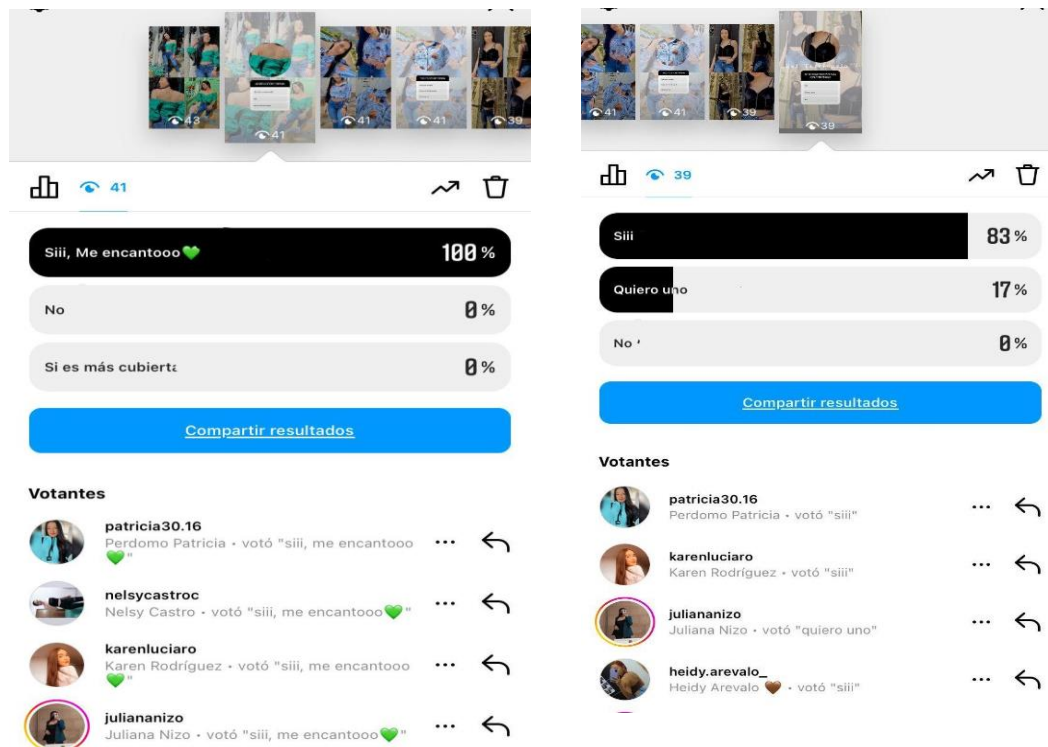 43
41
41
41
39
41
Siii, Me encantooo💚 100 %
No 0 %
Si es más cubierta 0 %
Compartir resultados
Votantes
patricia30.16
Perdomo Patricia • votó "siii, me encantooo
💚"
nelsycastroc
Nelsy Castro • votó "siii, me encantooo💚"
karenluciaro
Karen Rodríguez • votó "siii, me encantooo
💚"
juliananizo
Juliana Nizo • votó "siii, me encantooo💚"
41
41
39
39
39
Siii 83 %
Quiero uno 17 %
No 0 %
Compartir resultados
Votantes
patricia30.16
Perdomo Patricia • votó "siii"
karenluciaro
Karen Rodríguez • votó "siii"
juliananizo
Juliana Nizo • votó "quiero uno"
heidy.arevalo_
Heidy Arevalo 🤎 • votó "siii"